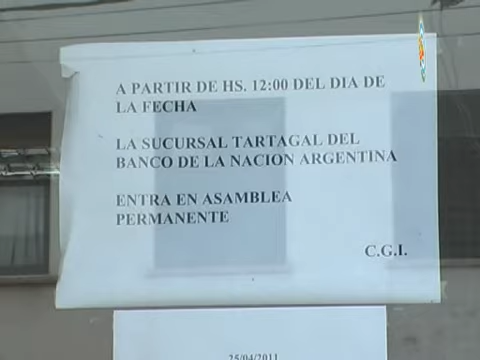 A PARTIR DE HS. 12:00 DEL DIA DE
LA FECHA
LA SUCURSAL TARTAGAL DEL
BANCO DE LA NACION ARGENTINA
ENTRA EN ASAMBLEA
PERMANENTE
C.G.I.
25/04/2011